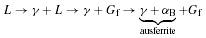 L → γ + L → γ + G_f → γ + α_B + G_f
ausferrite